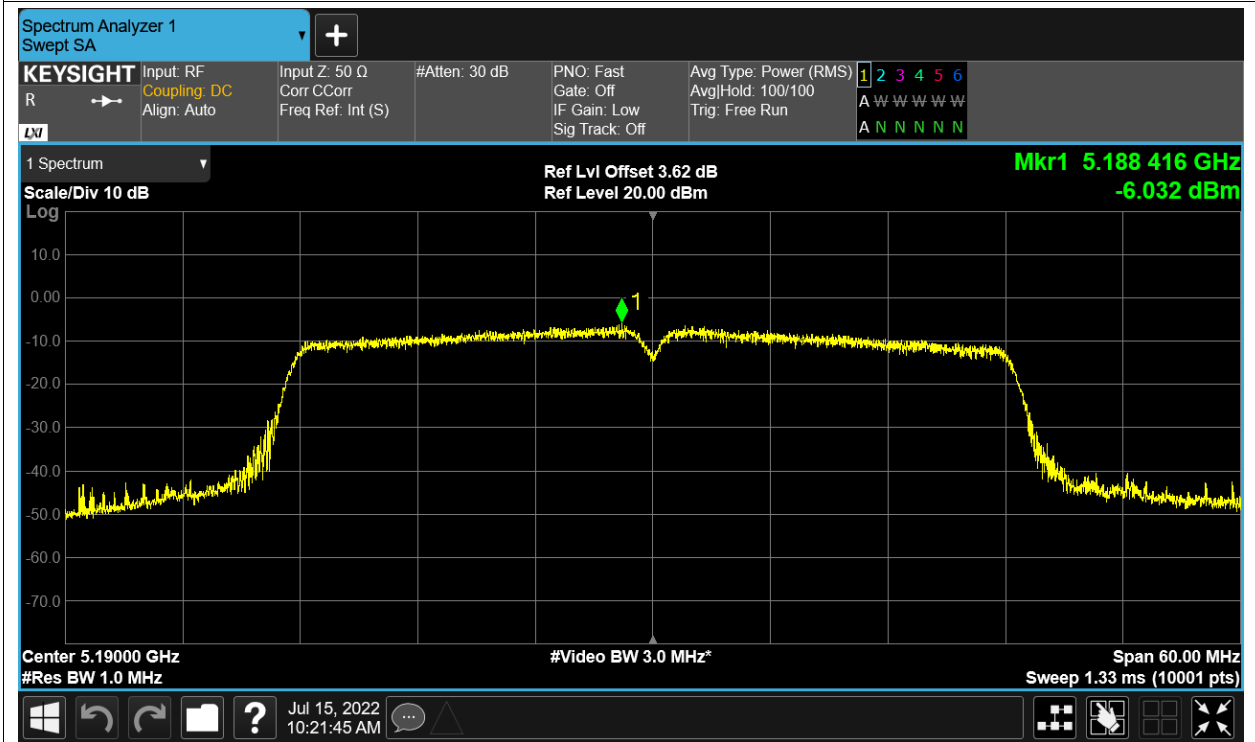 Spectrum Analyzer 1
Swept SA
+
KEYSIGHT
R
LXI
Input: RF
Coupling: DC
Align: Auto
Input Z: 50 Ω
Corr CCorr
Freq Ref: Int (S)
#Atten: 30 dB
PNO: Fast
Gate: Off
IF Gain: Low
Sig Track: Off
Avg Type: Power (RMS)
Avg|Hold: 100/100
Trig: Free Run
1 2 3 4 5 6
A W W W W W
A N N N N N
1 Spectrum
Scale/Div 10 dB
Log
Ref Lvl Offset 3.62 dB
Ref Level 20.00 dBm
Mkr1 5.188 416 GHz
-6.032 dBm
10.0
0.00
1
-10.0
-20.0
-30.0
-40.0
-50.0
-60.0
-70.0
Center 5.19000 GHz
#Res BW 1.0 MHz
#Video BW 3.0 MHz*
Span 60.00 MHz
Sweep 1.33 ms (10001 pts)
?
Jul 15, 2022
10:21:45 AM